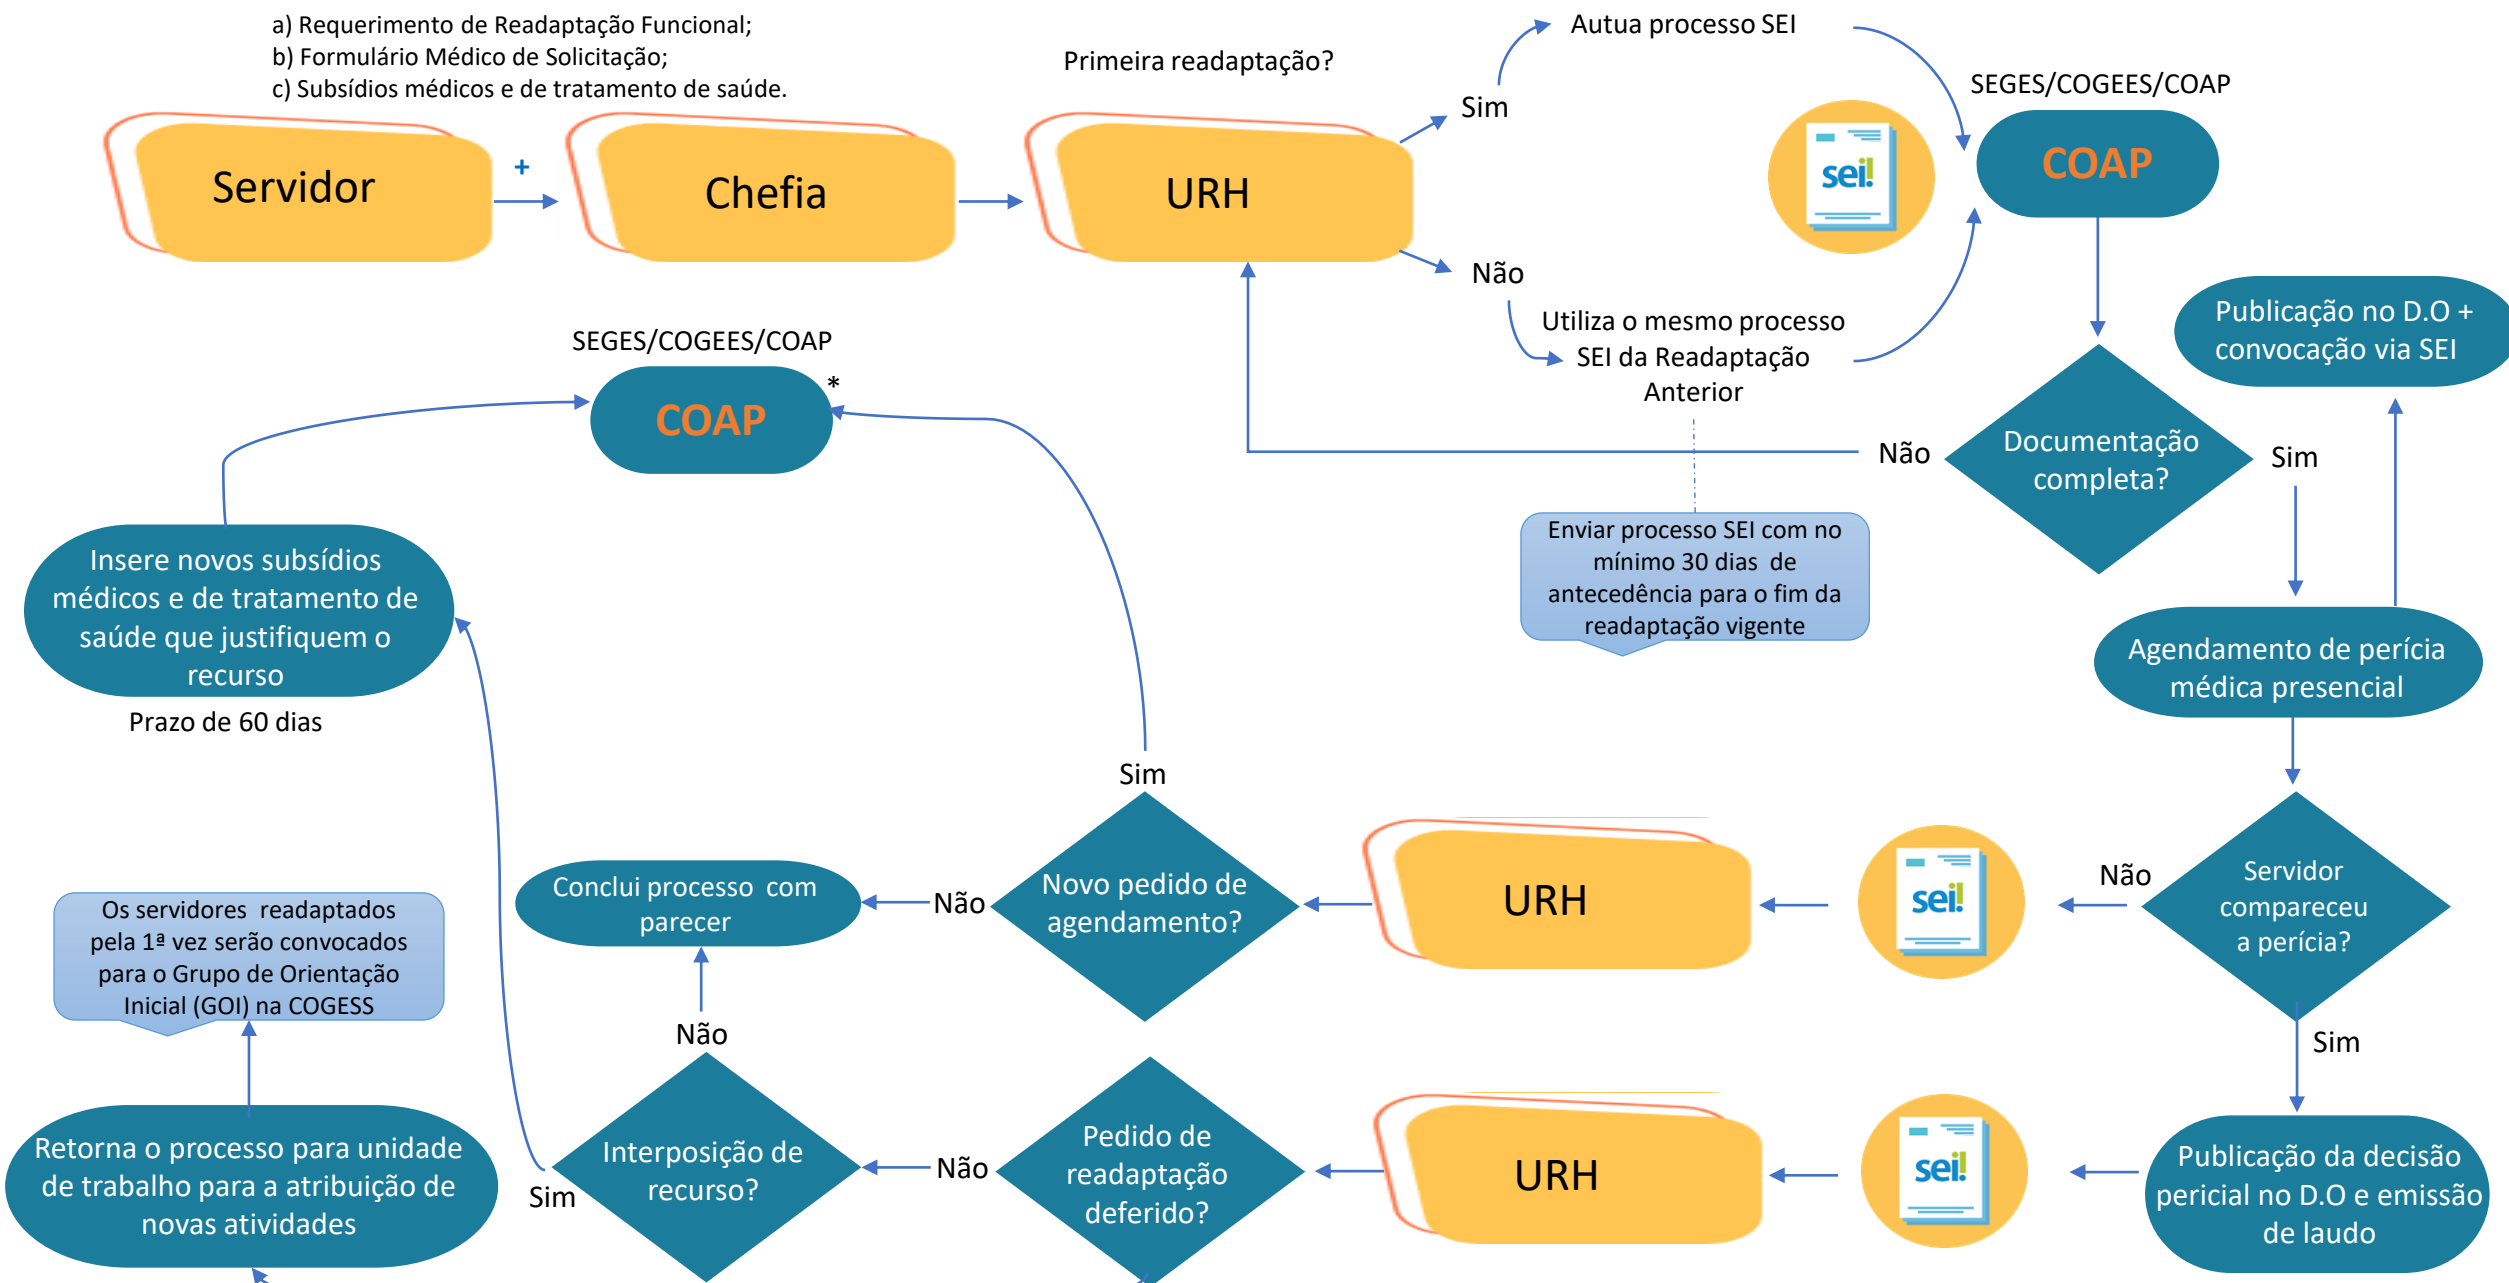 a) Requerimento de Readaptação Funcional;
b) Formulário Médico de Solicitação;
c) Subsídios médicos e de tratamento de saúde.
Servidor
+
Chefia
Primeira readaptação?
URH
Sim
Autua processo SEI
Não
Utiliza o mesmo processo
SEI da Readaptação
Anterior
sei!
SEGES/COGEES/COAP
COAP
Publicação no D.O +
convocação via SEI
Documentação
completa?
Não
Sim
Enviar processo SEI com no
mínimo 30 dias de
antecedência para o fim da
readaptação vigente
Agendamento de perícia
médica presencial
SEGES/COGEES/COAP
COAP
*
Insere novos subsídios
médicos e de tratamento de
saúde que justifiquem o
recurso
Prazo de 60 dias
Sim
Novo pedido de
agendamento?
Não
Conclui processo com
parecer
URH
sei!
Não
Servidor
compareceu
a perícia?
Sim
Os servidores readaptados
pela 1ª vez serão convocados
para o Grupo de Orientação
Inicial (GOI) na COGESS
Não
Retorna o processo para unidade
de trabalho para a atribuição de
novas atividades
Sim
Interposição de
recurso?
Não
Pedido de
readaptação
deferido?
URH
sei!
Publicação da decisão
pericial no D.O e emissão
de laudo